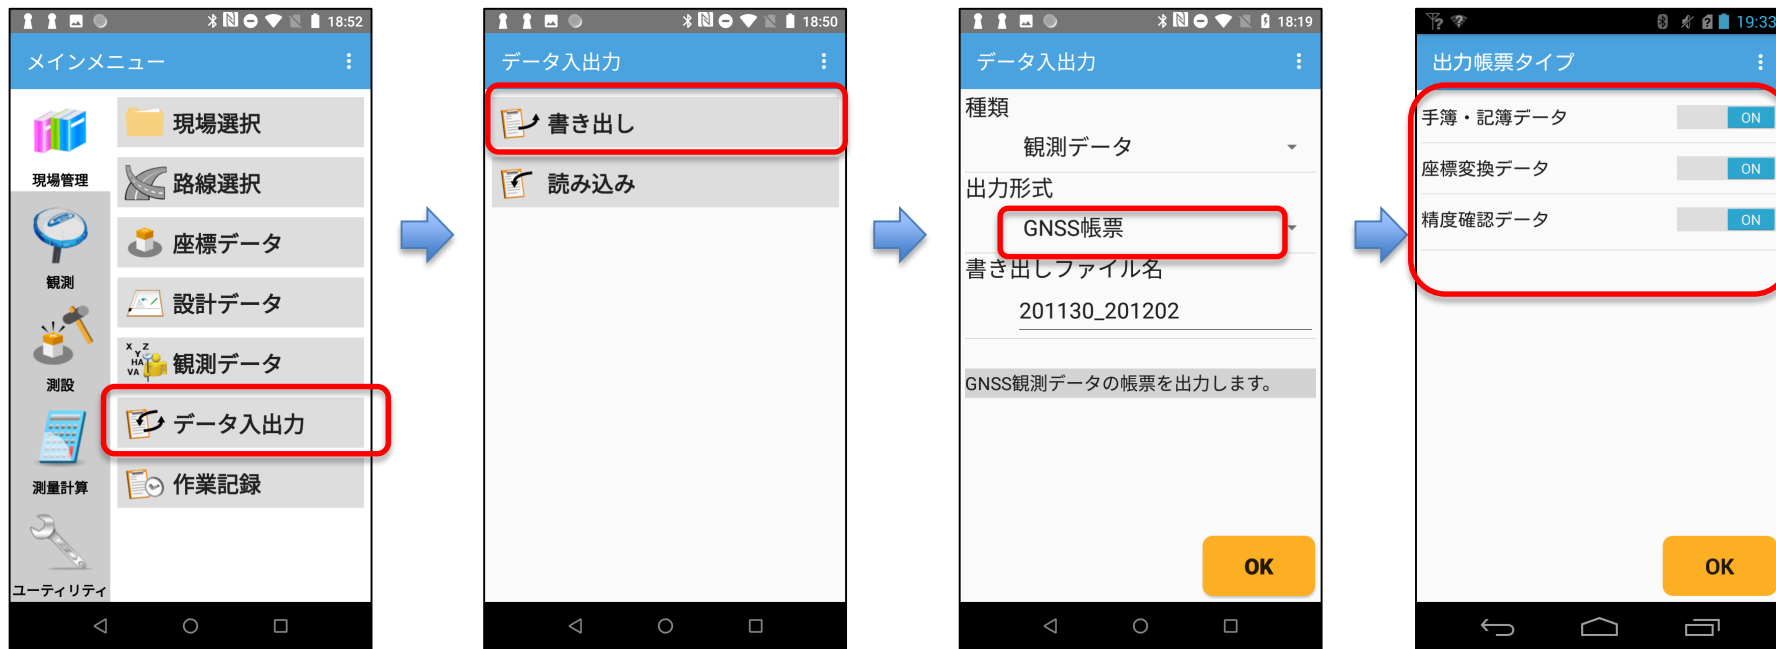 18:52
メインメニュー
現場管理
観測
測設
測量計算
ユーティリティ
現場選択
路線選択
座標データ
設計データ
X Y Z
HA
VA
観測データ
データ入出力
作業記録
18:50
データ入出力
書き出し
読み込み
18:19
データ入出力
種類
観測データ
出力形式
GNSS帳票
書き出しファイル名
201130_201202
GNSS観測データの帳票を出力します。
OK
19:33
出力帳票タイプ
手簿・記簿データ ON
座標変換データ ON
精度確認データ ON
OK